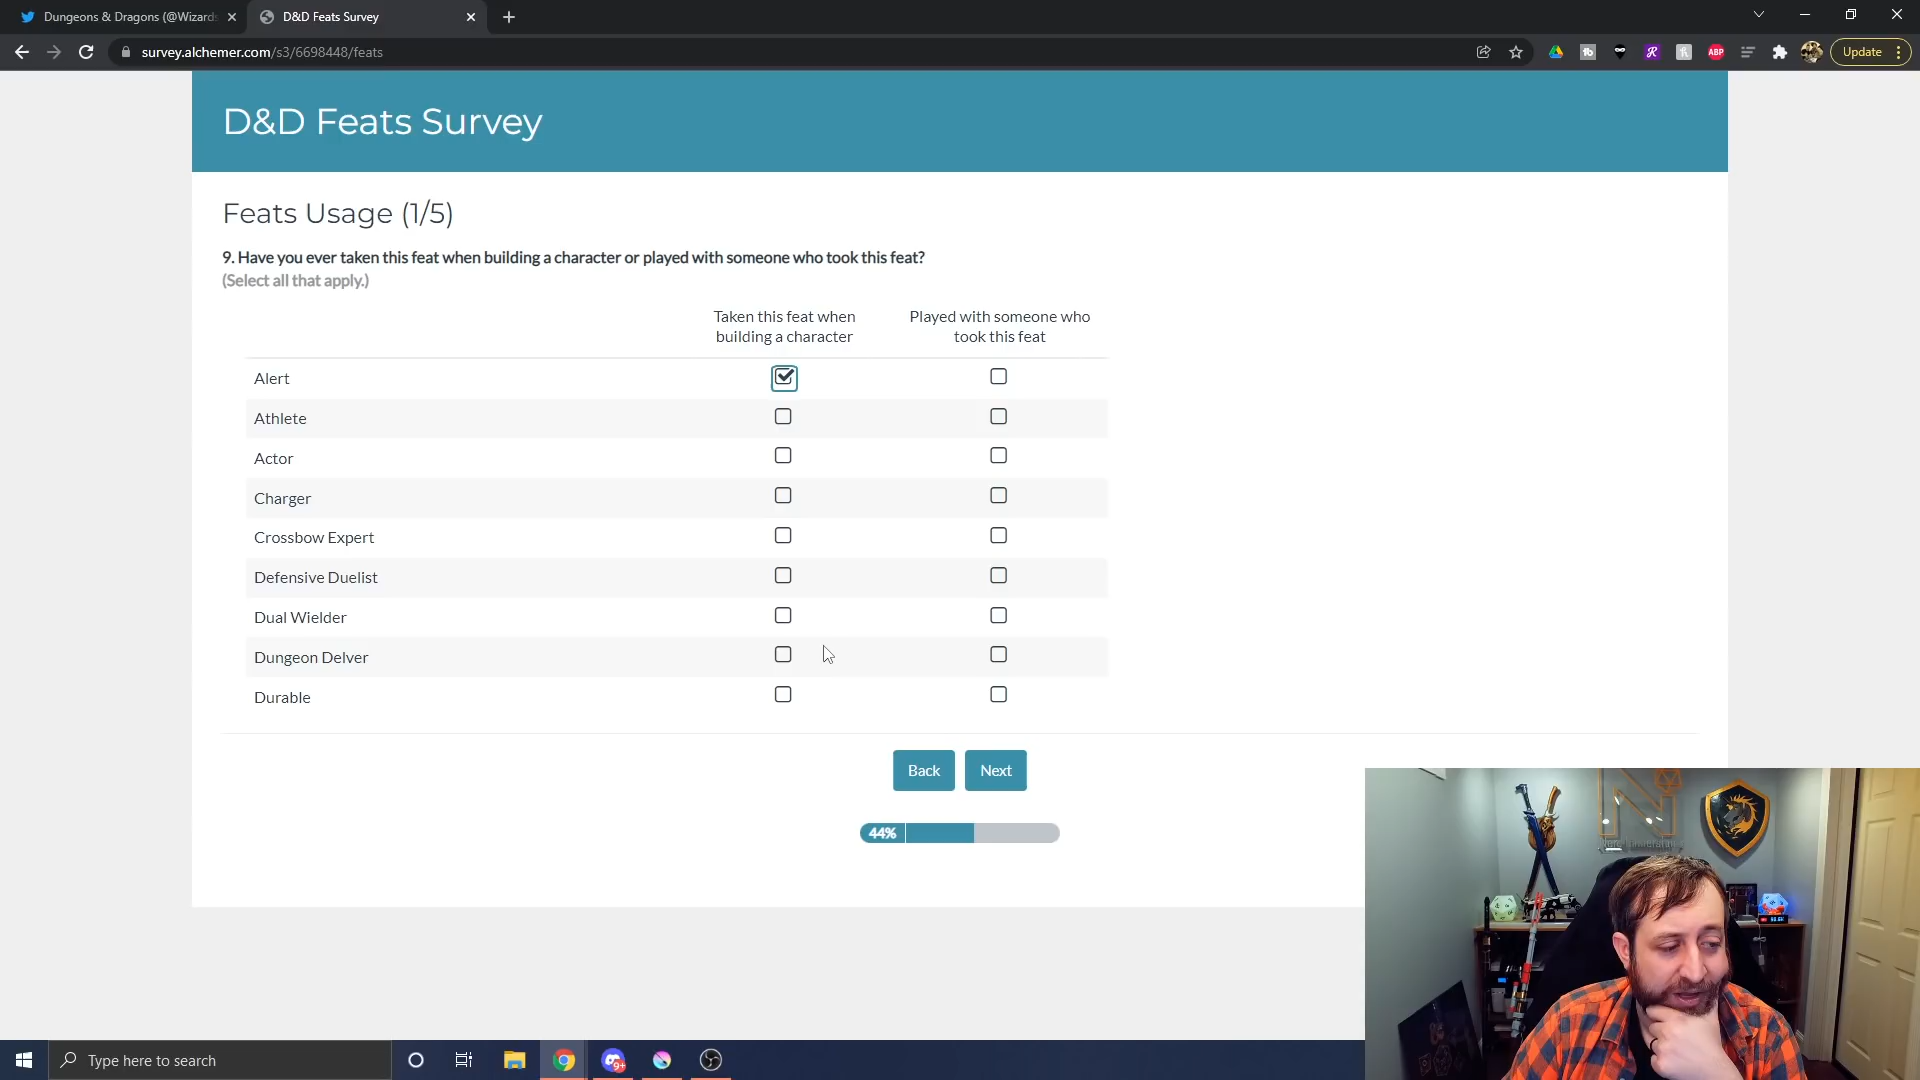 Dungeons & Dragons (@Wizards
D&D Feats Survey
survey.alchemer.com/s3/6698448/feats
ABP
Update
D&D Feats Survey
Feats Usage (1/5)
9. Have you ever taken this feat when building a character or played with someone who took this feat?
(Select all that apply.)
Taken this feat when
building a character
Played with someone who
took this feat
Alert
Athlete
Actor
Charger
Crossbow Expert
Defensive Duelist
Dual Wielder
Dungeon Delver
Durable
Back
Next
44%
Type here to search
9+